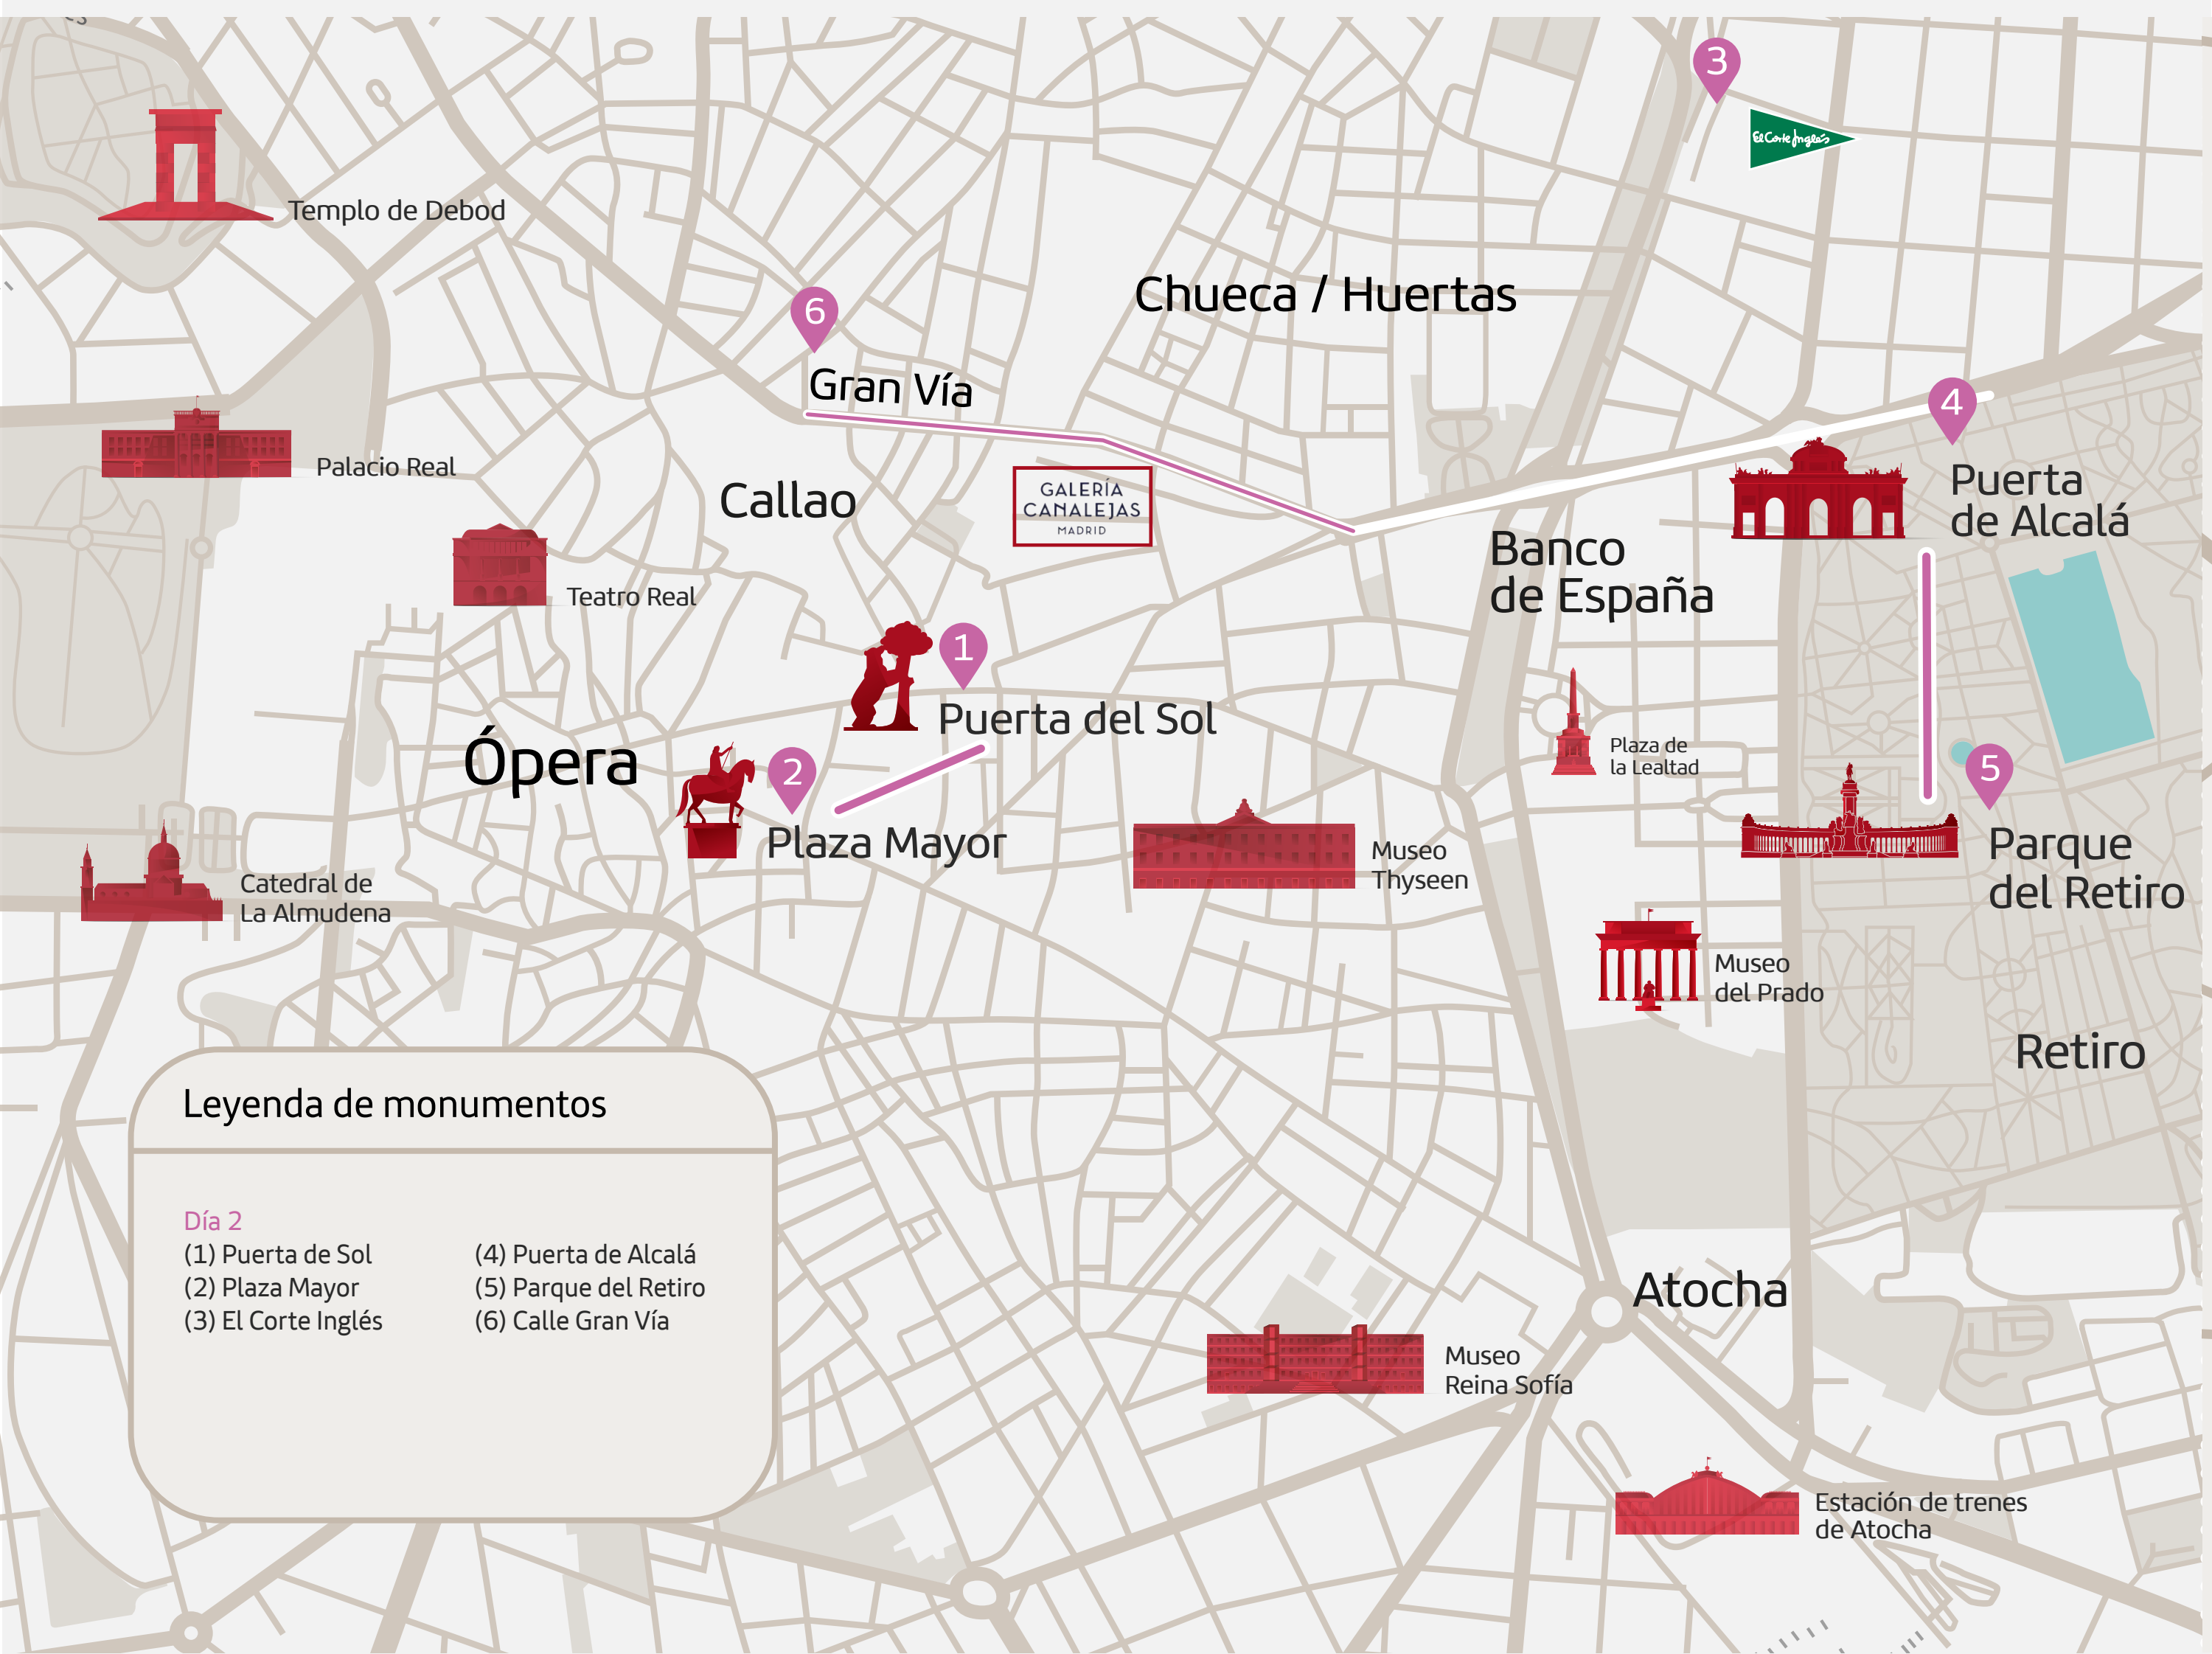 3
El Corte Inglés
Templo de Debod
Chueca / Huertas
6
Gran Vía
4
Palacio Real
Puerta
de Alcalá
Callao
GALERÍA
CANALEJAS
MADRID
Banco
de España
Teatro Real
1
Puerta del Sol
Ópera
2
Plaza Mayor
Plaza de
la Lealtad
5
Parque
del Retiro
Museo
Thyseen
Catedral de
La Almudena
Museo
del Prado
Retiro
Leyenda de monumentos
Día 2
(1) Puerta de Sol
(2) Plaza Mayor
(3) El Corte Inglés
(4) Puerta de Alcalá
(5) Parque del Retiro
(6) Calle Gran Vía
Atocha
Museo
Reina Sofía
Estación de trenes
de Atocha